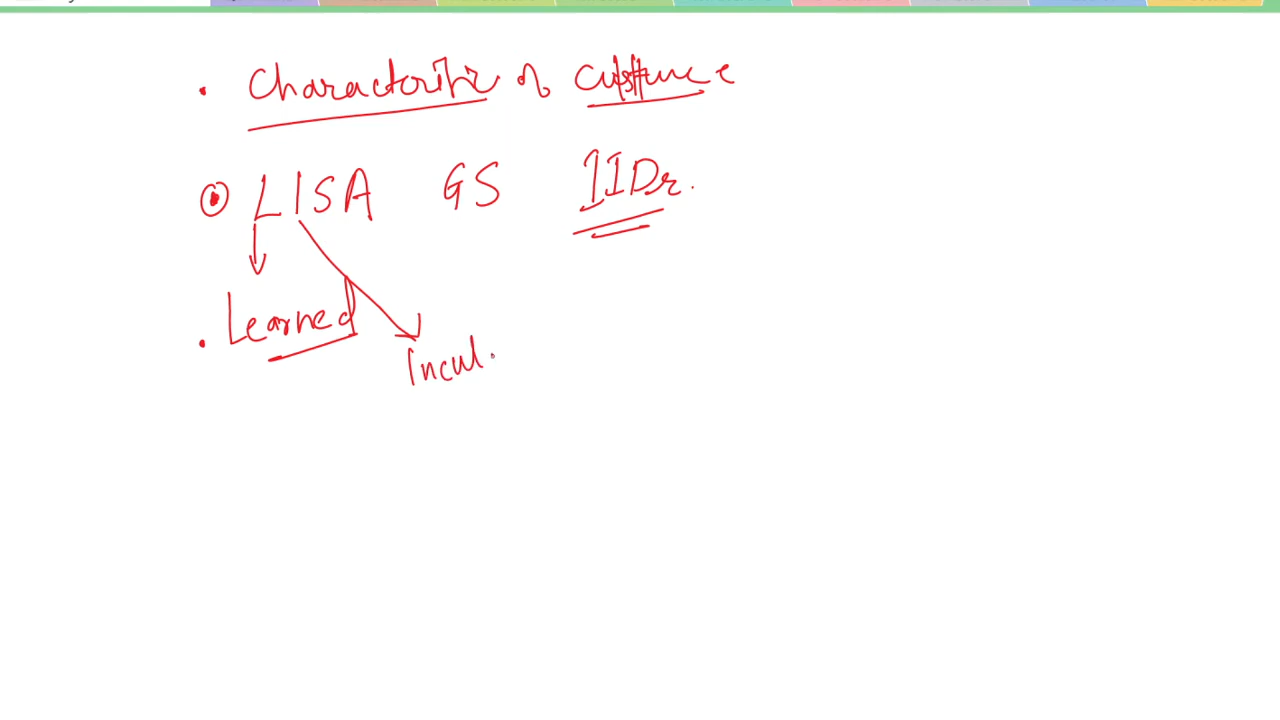 . Characteristic of Culture
LISA GS IIDr.
. Learned
Incul.